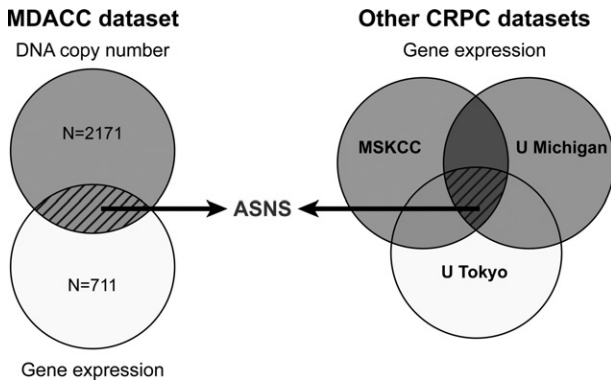 MDACC dataset
DNA copy number
N=2171
N=711
Gene expression
ASNS
Other CRPC datasets
Gene expression
MSKCC
U Michigan
U Tokyo